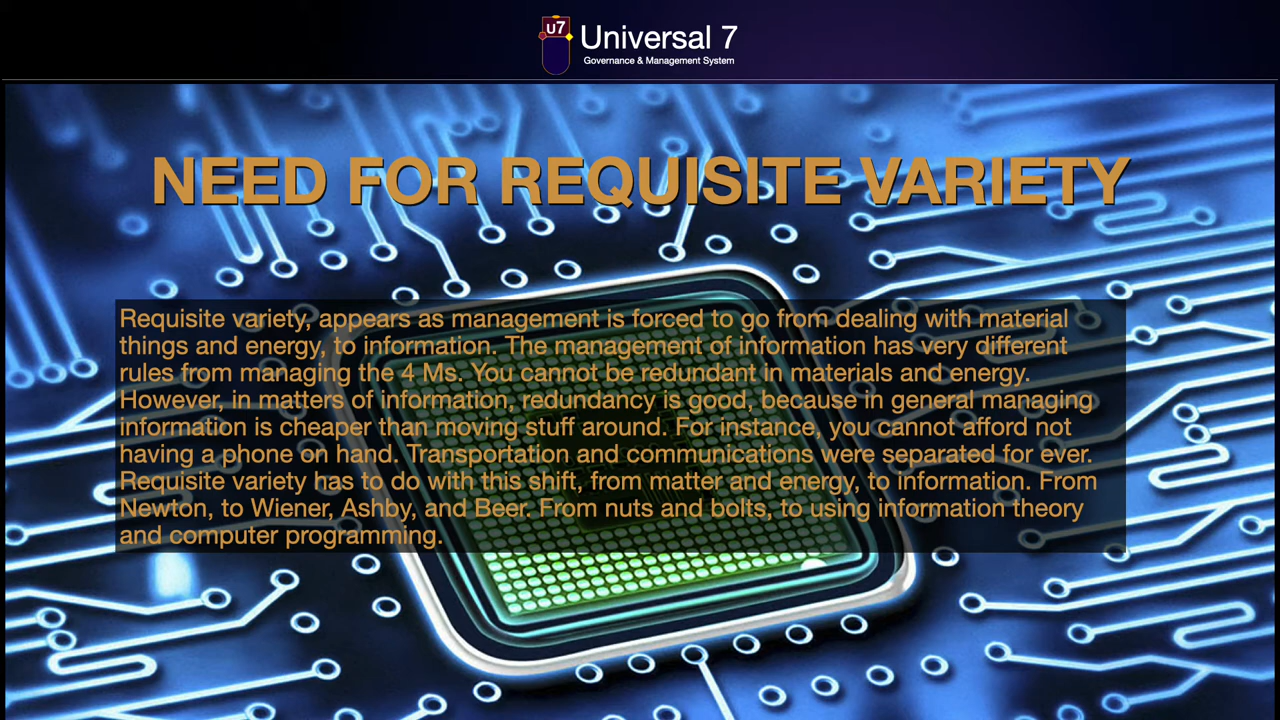 U7
Universal 7
Governance & Management System
NEED FOR REQUISITE VARIETY
Requisite variety, appears as management is forced to go from dealing with material
things and energy, to information. The management of information has very different
rules from managing the 4 Ms. You cannot be redundant in materials and energy.
However, in matters of information, redundancy is good, because in general managing
information is cheaper than moving stuff around. For instance, you cannot afford not
having a phone on hand. Transportation and communications were separated for ever.
Requisite variety has to do with this shift, from matter and energy, to information. From
Newton, to Wiener, Ashby, and Beer. From nuts and bolts, to using information theory
and computer programming.